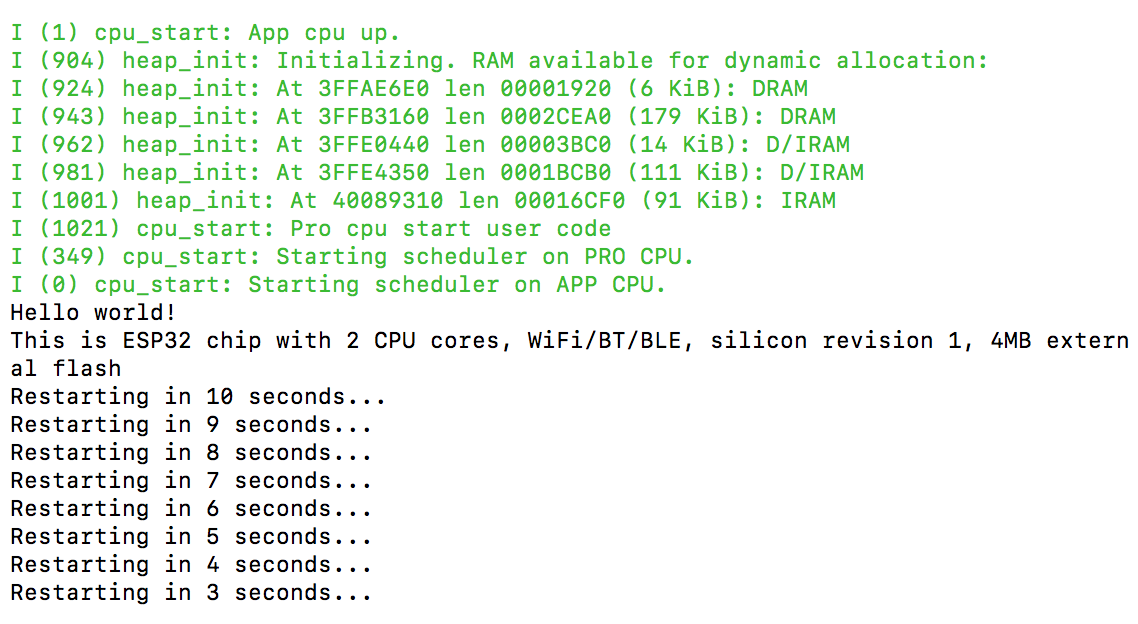 I (1) cpu_start: App cpu up.
I (904) heap_init: Initializing. RAM available for dynamic allocation:
I (924) heap_init: At 3FFAE6E0 len 00001920 (6 KiB): DRAM
I (943) heap_init: At 3FFB3160 len 0002CEA0 (179 KiB): DRAM
I (962) heap_init: At 3FFE0440 len 00003BC0 (14 KiB): D/IRAM
I (981) heap_init: At 3FFE4350 len 0001BCB0 (111 KiB): D/IRAM
I (1001) heap_init: At 40089310 len 00016CF0 (91 KiB): IRAM
I (1021) cpu_start: Pro cpu start user code
I (349) cpu_start: Starting scheduler on PRO CPU.
I (0) cpu_start: Starting scheduler on APP CPU.
Hello world!
This is ESP32 chip with 2 CPU cores, WiFi/BT/BLE, silicon revision 1, 4MB extern
al flash
Restarting in 10 seconds...
Restarting in 9 seconds...
Restarting in 8 seconds...
Restarting in 7 seconds...
Restarting in 6 seconds...
Restarting in 5 seconds...
Restarting in 4 seconds...
Restarting in 3 seconds...